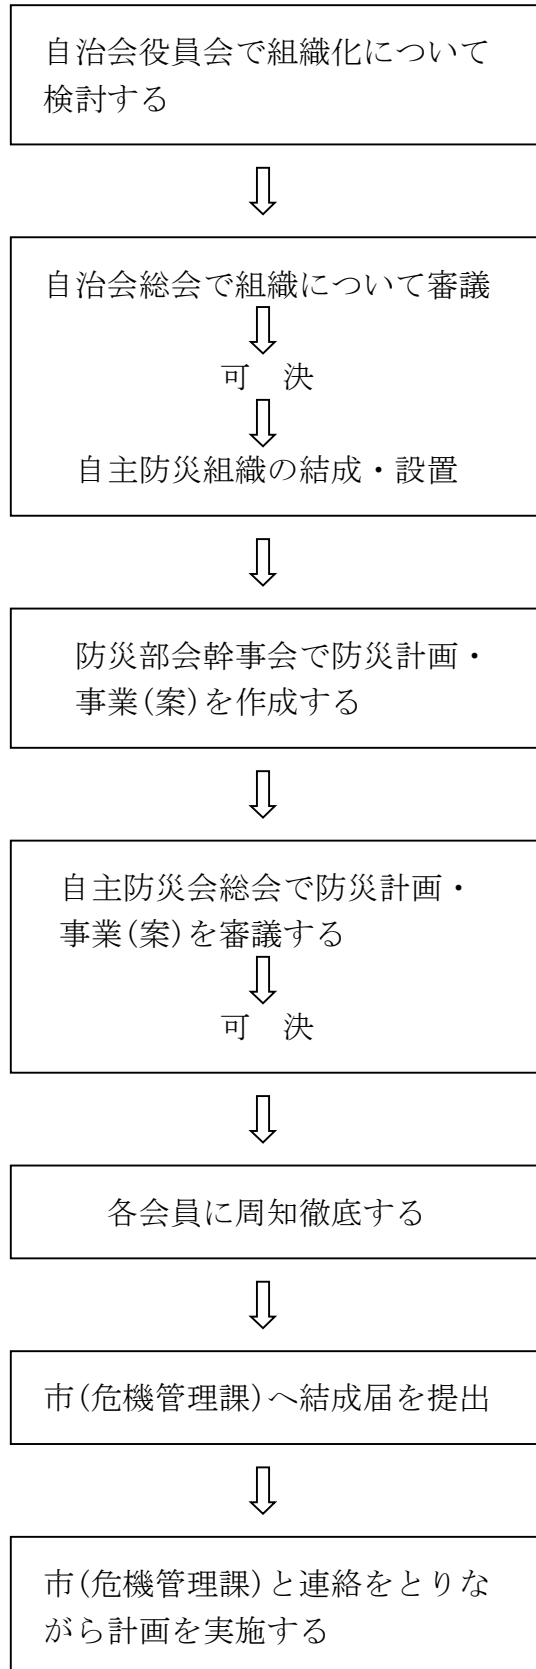 自治会役員会で組織化について
検討する
自治会総会で組織について審議
可　決
自主防災組織の結成・設置
防災部会幹事会で防災計画・
事業(案)を作成する
自主防災会総会で防災計画・
事業(案)を審議する
可　決
各会員に周知徹底する
市(危機管理課)へ結成届を提出
市(危機管理課)と連絡をとりな
がら計画を実施する